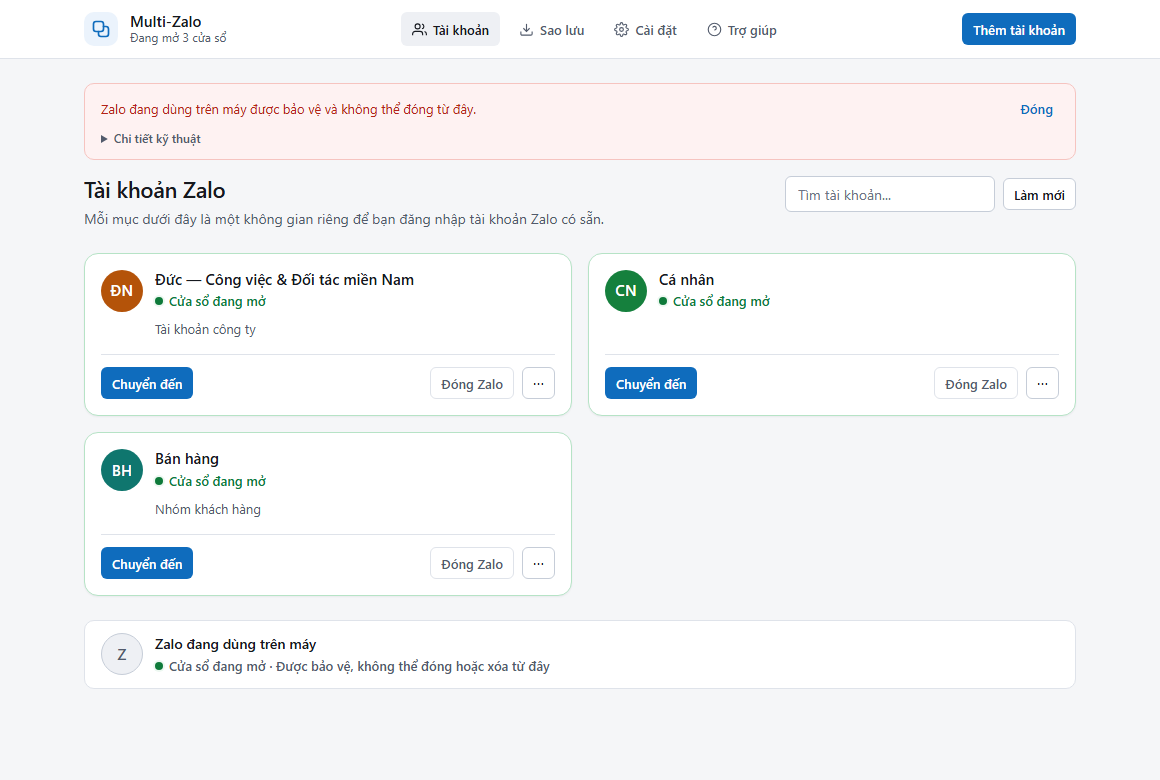 Multi-Zalo
Đang mở 3 cửa sổ
Tài khoản
Sao lưu
Cài đặt
Trợ giúp
Thêm tài khoản
Zalo đang dùng trên máy được bảo vệ và không thể đóng từ đây.
Đóng
Chi tiết kỹ thuật
Tài khoản Zalo
Mỗi mục dưới đây là một không gian riêng để bạn đăng nhập tài khoản Zalo có sẵn.
Tìm tài khoản...
Làm mới
ĐN
Đức — Công việc & Đối tác miền Nam
Cửa sổ đang mở
Tài khoản công ty
Chuyển đến
Đóng Zalo
...
CN
Cá nhân
Cửa sổ đang mở
Chuyển đến
Đóng Zalo
...
BH
Bán hàng
Cửa sổ đang mở
Nhóm khách hàng
Chuyển đến
Đóng Zalo
...
Z
Zalo đang dùng trên máy
Cửa sổ đang mở · Được bảo vệ, không thể đóng hoặc xóa từ đây